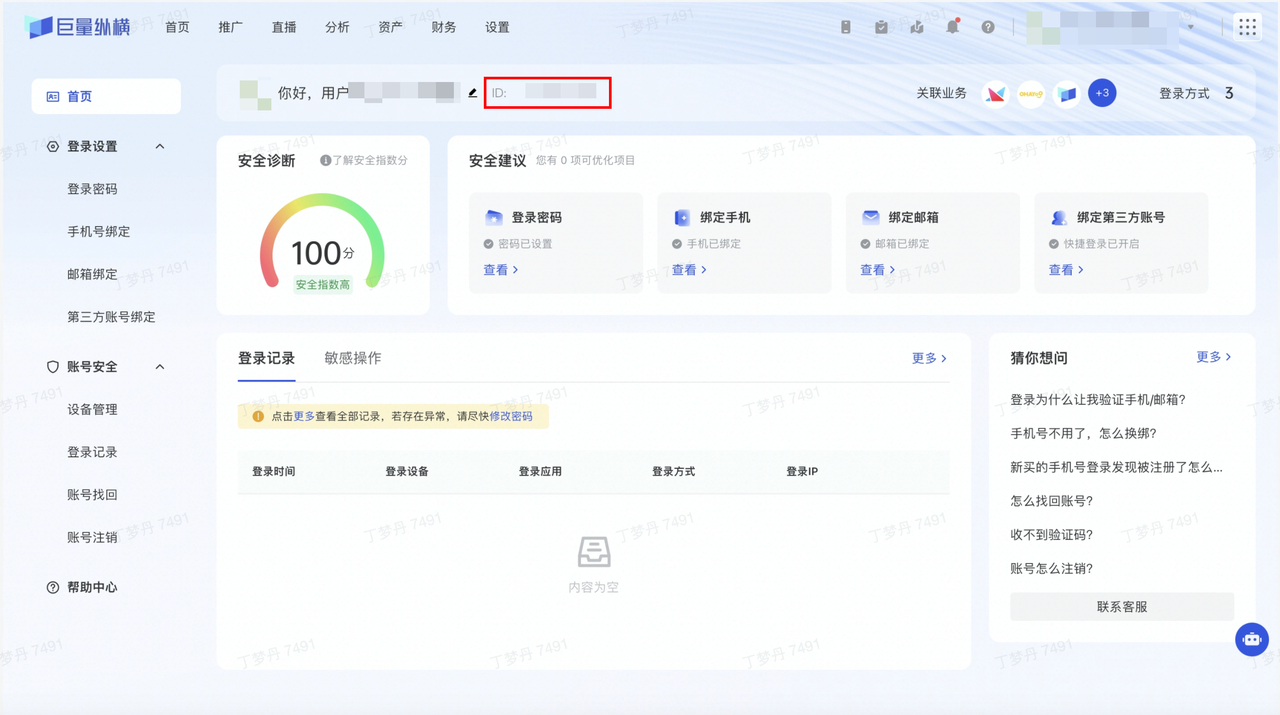 巨量纵横 首页 推广 直播 分析 资产 财务 设置
首页
登录设置
登录密码
手机号绑定
邮箱绑定
第三方账号绑定
账号安全
设备管理
登录记录
账号找回
账号注销
帮助中心
你好，用户
ID:
关联业务
+3
登录方式 3
安全诊断
了解安全指数分
100分
安全指数高
安全建议 您有 0 项可优化项目
登录密码
密码已设置
查看
绑定手机
手机已绑定
查看
绑定邮箱
邮箱已绑定
查看
绑定第三方账号
快捷登录已开启
查看
登录记录 敏感操作 更多
点击更多查看全部记录，若存在异常，请尽快修改密码
登录时间 登录设备 登录应用 登录方式 登录IP
内容为空
猜你想问 更多
登录为什么让我验证手机/邮箱?
手机号不用了，怎么换绑?
新买的手机号登录发现被注册了怎么...
怎么找回账号?
收不到验证码?
账号怎么注销?
联系客服
丁梦丹 7491